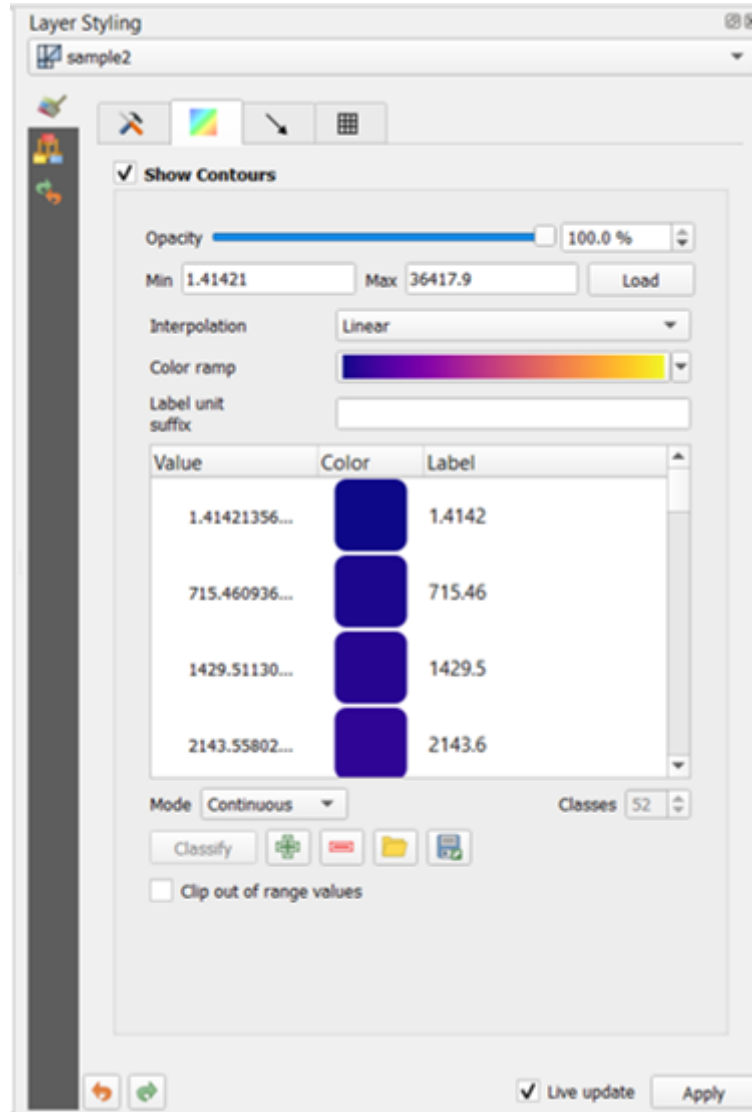 Layer Styling
sample2
Show Contours
Opacity 100.0 %
Min 1.41421 Max 36417.9 Load
Interpolation Linear
Color ramp
Label unit
suffix
Value Color Label
1.41421356... 1.4142
715.460936... 715.46
1429.51130... 1429.5
2143.55802... 2143.6
Mode Continuous Classes 52
Classify
Clip out of range values
Live update Apply